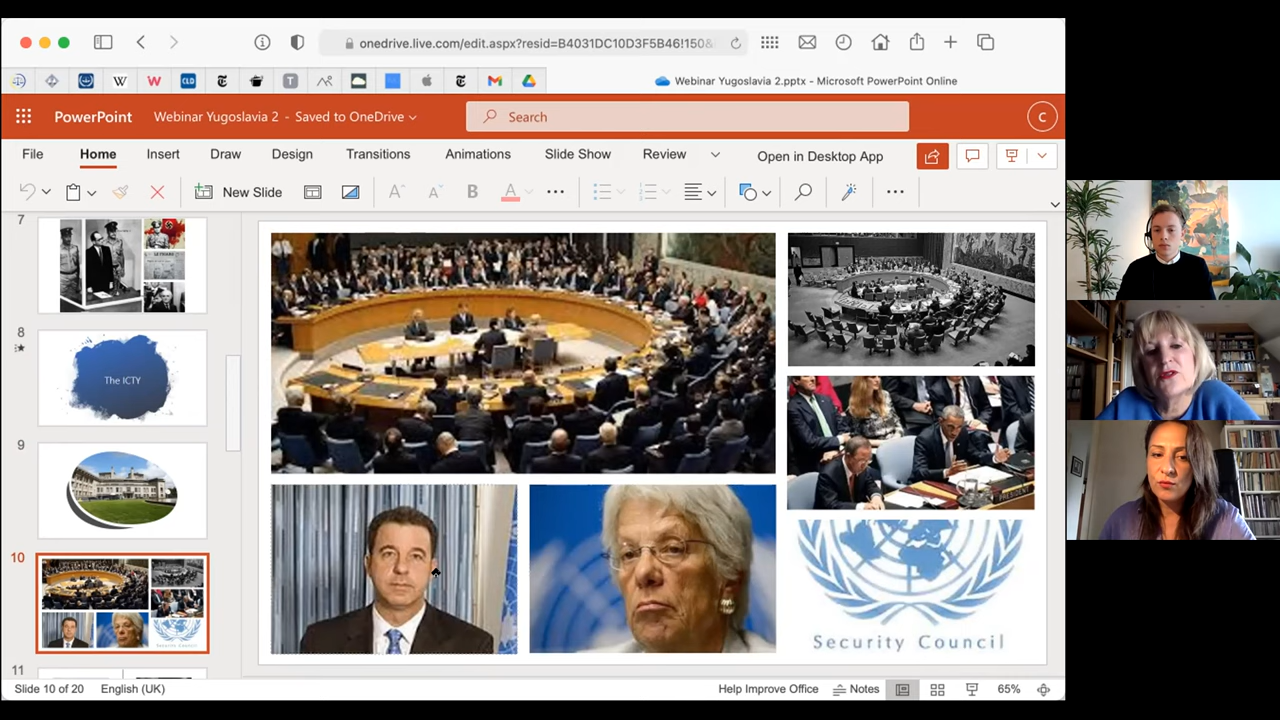 onedrive.live.com/edit.aspx?resid=B4031DC10D3F5B46!150&
W
W
CLD
T
Webinar Yugoslavia 2.pptx - Microsoft PowerPoint Online
PowerPoint
Webinar Yugoslavia 2 - Saved to OneDrive
Search
C
File
Home
Insert
Draw
Design
Transitions
Animations
Slide Show
Review
Open in Desktop App
New Slide
A
A
B
A
7
8
The ICTY
9
10
11
PRESIDENT
Security Council
Slide 10 of 20
English (UK)
Help Improve Office
Notes
65%